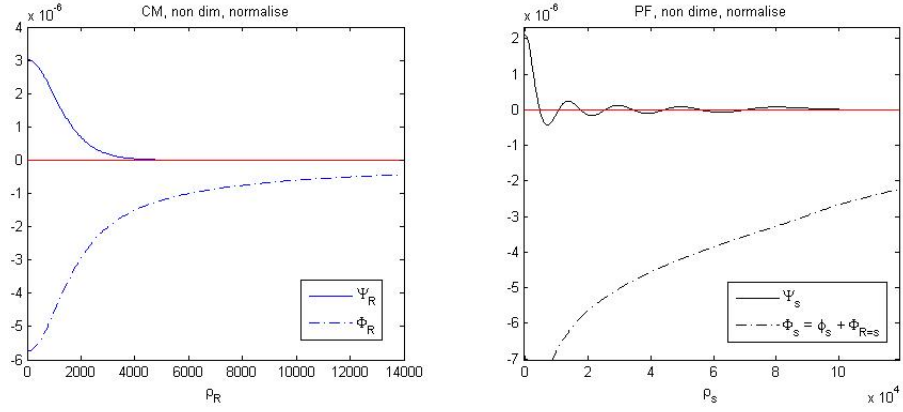 CM, non dim, normalise
x 10⁻⁶
4
3
2
1
0
-1
-2
-3
-4
-5
-6
0 2000 4000 6000 8000 10000 12000 14000
ρ_R
Ψ_R
Φ_R
PF, non dime, normalise
x 10⁻⁶
2
1
0
-1
-2
-3
-4
-5
-6
-7
0 2 4 6 8 10
x 10⁴
ρ_s
Ψ_s
Φ_s = ϕ_s + Φ_R=s